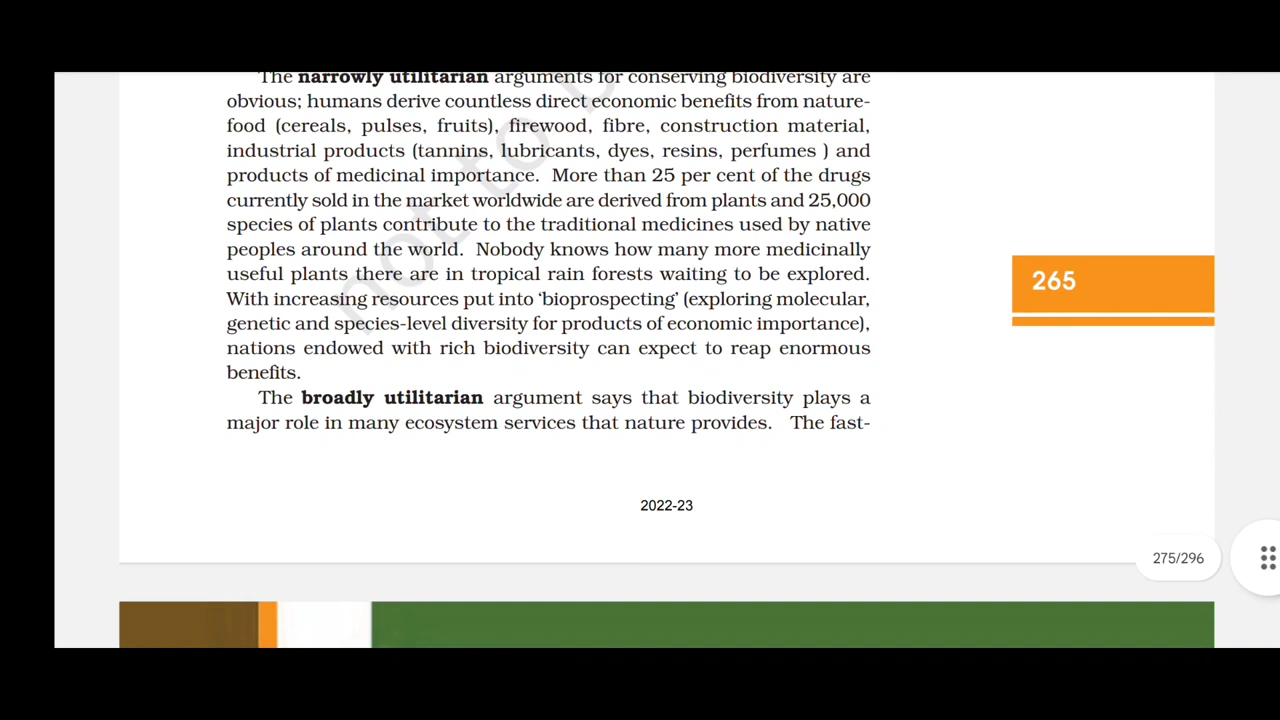 The narrowly utilitarian arguments for conserving biodiversity are
obvious; humans derive countless direct economic benefits from nature-
food (cereals, pulses, fruits), firewood, fibre, construction material,
industrial products (tannins, lubricants, dyes, resins, perfumes ) and
products of medicinal importance. More than 25 per cent of the drugs
currently sold in the market worldwide are derived from plants and 25,000
species of plants contribute to the traditional medicines used by native
peoples around the world. Nobody knows how many more medicinally
useful plants there are in tropical rain forests waiting to be explored.
With increasing resources put into ‘bioprospecting’ (exploring molecular,
genetic and species-level diversity for products of economic importance),
nations endowed with rich biodiversity can expect to reap enormous
benefits.
The broadly utilitarian argument says that biodiversity plays a
major role in many ecosystem services that nature provides. The fast-
265
not to b
2022-23
275/296